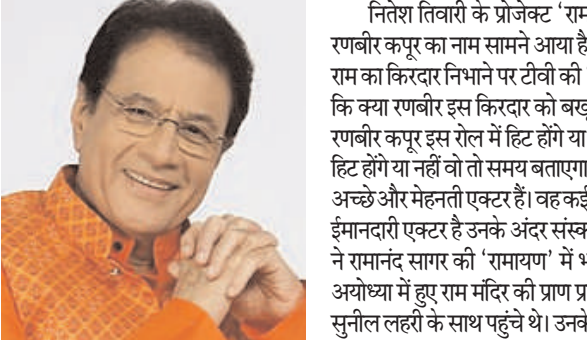 नितेश तिवारी के प्रोजेक्ट ‘राम
रणबीर कपूर का नाम सामने आया है
राम का किरदार निभाने पर टीवी की
कि क्या रणबीर इस किरदार को बखू
रणबीर कपूर इस रोल में हिट होंगे या
हिट होंगे या नहीं वो तो समय बताएगा
अच्छे और मेहनती एक्टर हैं। वह कई
ईमानदारी एक्टर है उनके अंदर संस्क
ने रामानंद सागर की ‘रामायण’ में भ
अयोध्या में हुए राम मंदिर की प्राण प्र
सुनील लहरी के साथ पहुंचे थे। उनके